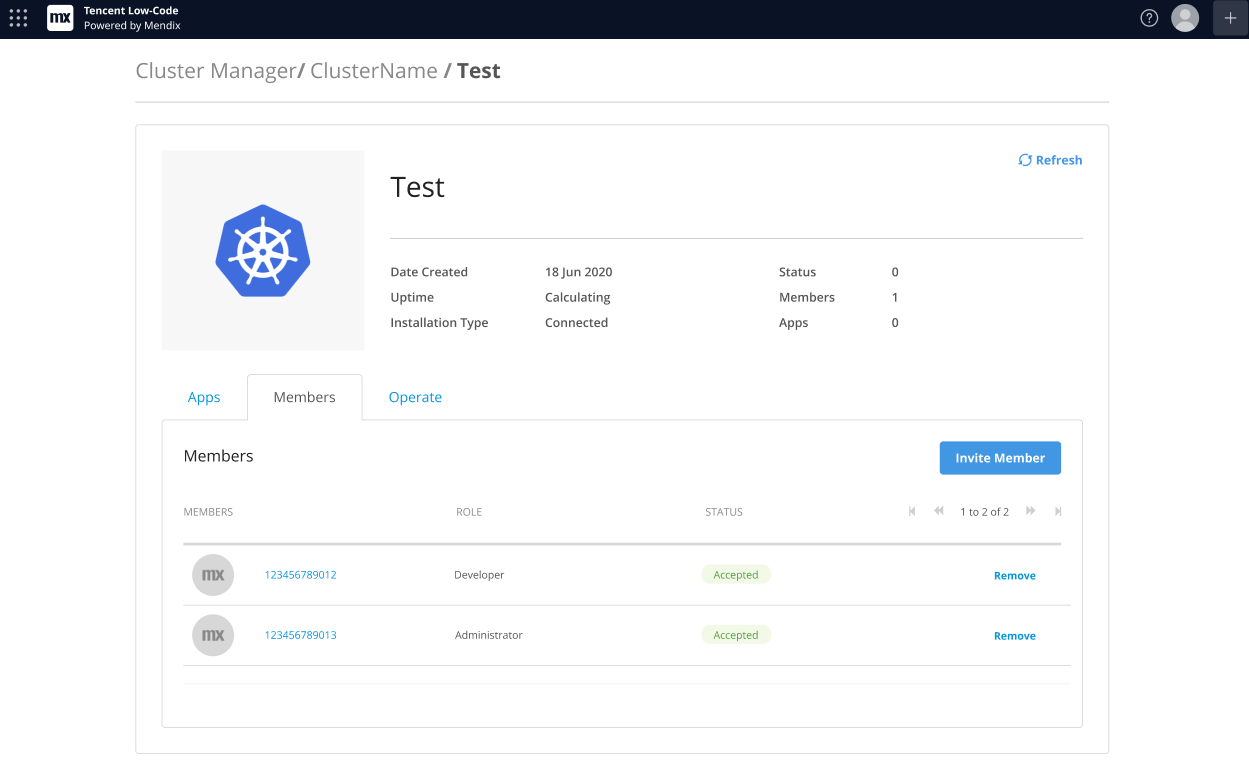 mx
Tencent Low-Code
Powered by Mendix
Cluster Manager/ ClusterName / Test
Refresh
Test
Date Created 18 Jun 2020 Status 0
Uptime Calculating Members 1
Installation Type Connected Apps 0
Apps Members Operate
Members Invite Member
MEMBERS ROLE STATUS 1 to 2 of 2
mx 123456789012 Developer Accepted Remove
mx 123456789013 Administrator Accepted Remove